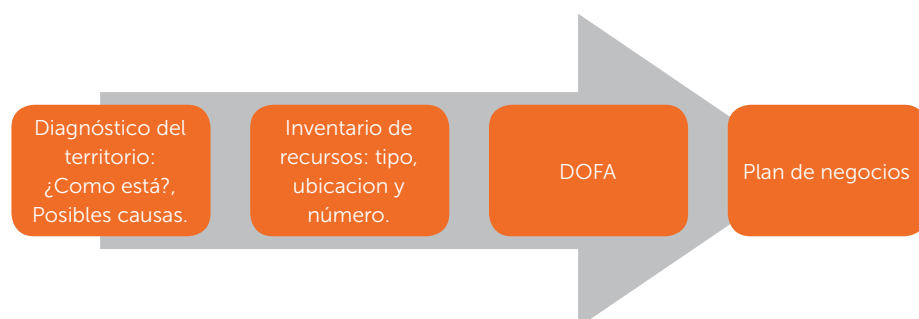 Diagnóstico del
territorio:
¿Como está?,
Posibles causas.
Inventario de
recursos: tipo,
ubicacion y
número.
DOFA
Plan de negocios